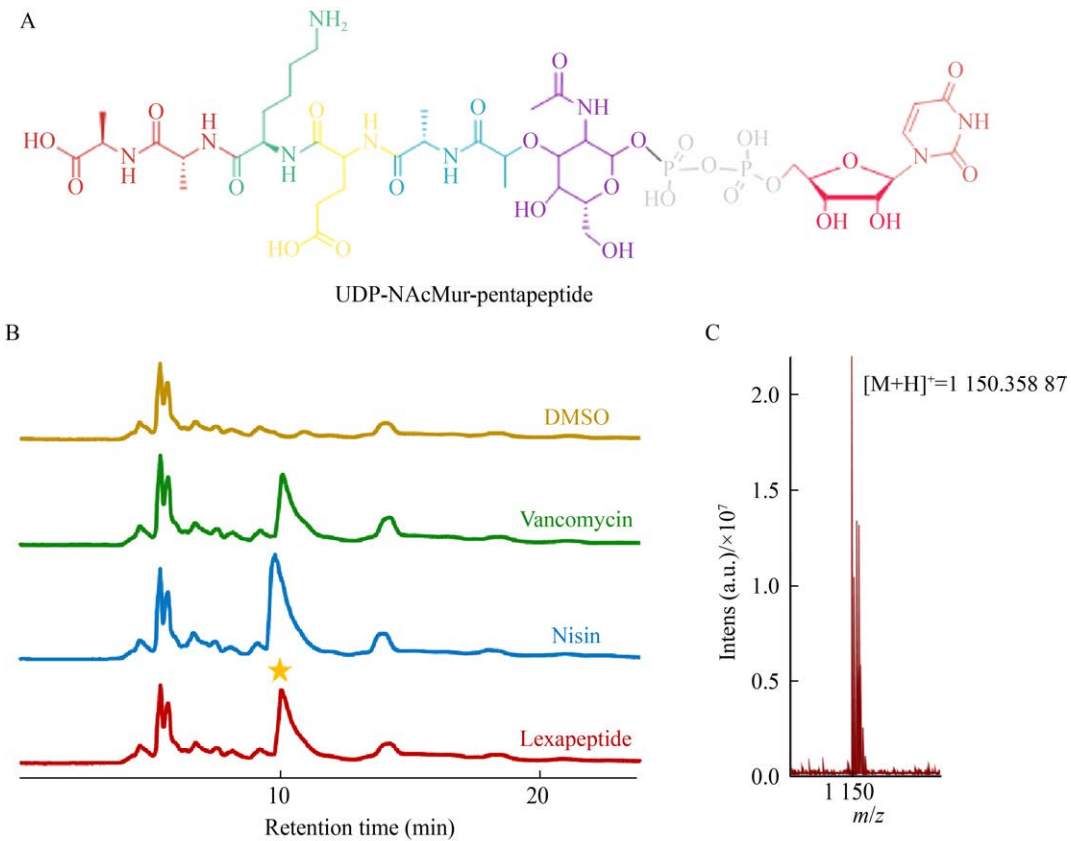 A
NH₂
O
O
H
N
O
O
H
N
O
NH
O
NH
HO
N
H
O
N
H
O
N
H
O
O
O
O
P
O
HO
O
OH
P
O
O
O
N
O
HO
O
HO
OH
OH OH
UDP-NAcMur-pentapeptide
B
DMSO
Vancomycin
Nisin
Lexapeptide
10
20
Retention time (min)
C
[M+H]⁺=1 150.358 87
2.0
1.5
1.0
0.5
0.0
Intens (a.u.)/×10⁷
1 150
m/z